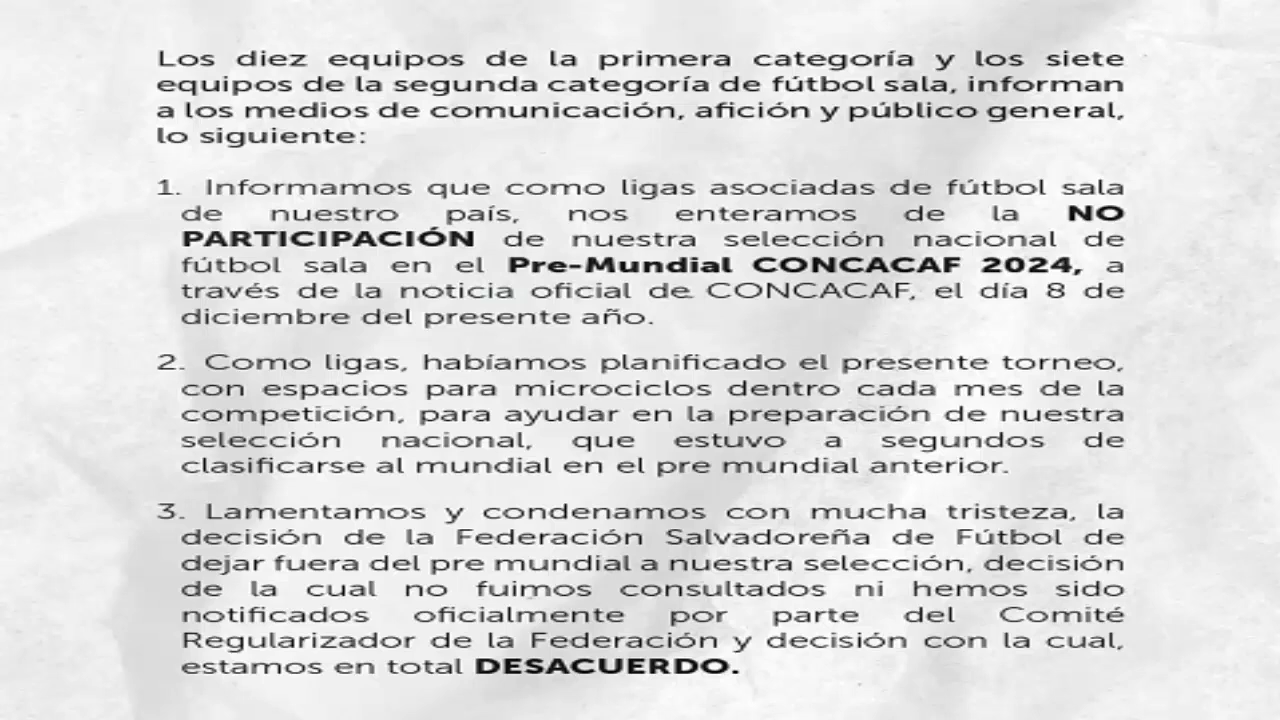 Los diez equipos de la primera categoría y los siete
equipos de la segunda categoría de fútbol sala, informan
a los medios de comunicación, afición y público general,
lo siguiente:
1. Informamos que como ligas asociadas de fútbol sala
de nuestro país, nos enteramos de la NO
PARTICIPACIÓN de nuestra selección nacional de
fútbol sala en el Pre-Mundial CONCACAF 2024, a
través de la noticia oficial de CONCACAF, el día 8 de
diciembre del presente año.
2. Como ligas, habíamos planificado el presente torneo,
con espacios para microciclos dentro cada mes de la
competición, para ayudar en la preparación de nuestra
selección nacional, que estuvo a segundos de
clasificarse al mundial en el pre mundial anterior.
3. Lamentamos y condenamos con mucha tristeza, la
decisión de la Federación Salvadoreña de Fútbol de
dejar fuera del pre mundial a nuestra selección, decisión
de la cual no fuimos consultados ni hemos sido
notificados oficialmente por parte del Comité
Regularizador de la Federación y decisión con la cual,
estamos en total DESACUERDO.